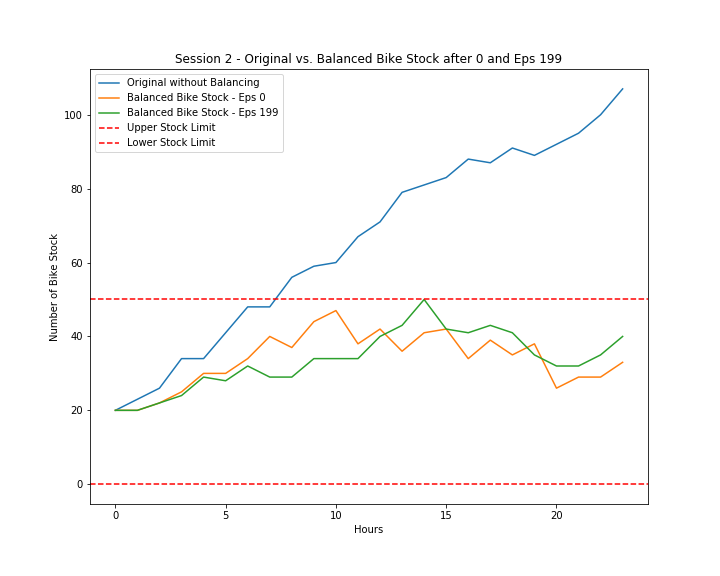 Session 2 - Original vs. Balanced Bike Stock after 0 and Eps 199
Original without Balancing
Balanced Bike Stock - Eps 0
Balanced Bike Stock - Eps 199
Upper Stock Limit
Lower Stock Limit
Number of Bike Stock
100
80
60
40
20
0
0 5 10 15 20
Hours